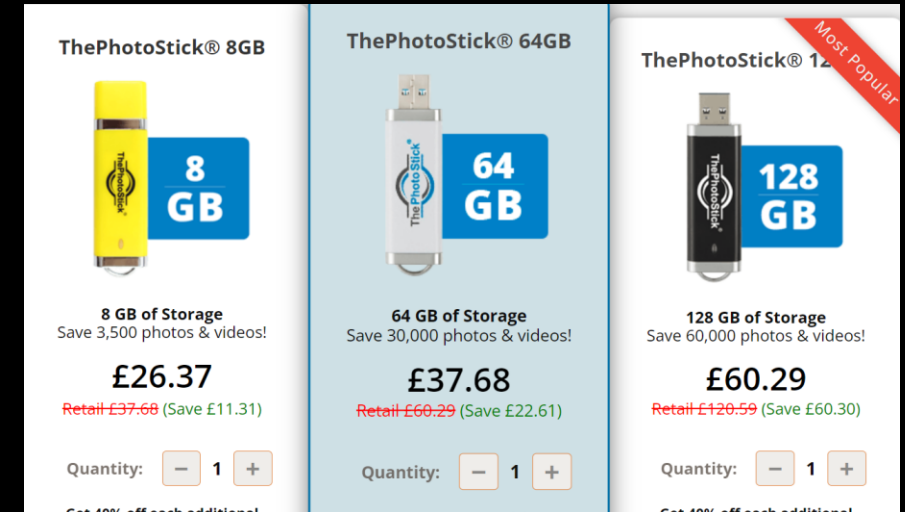 ThePhotoStick® 8GB
ThePhotoStick®
8
GB
8 GB of Storage
Save 3,500 photos & videos!
£26.37
Retail £37.68 (Save £11.31)
Quantity: − 1 +
ThePhotoStick® 64GB
ThePhotoStick®
64
GB
64 GB of Storage
Save 30,000 photos & videos!
£37.68
Retail £60.29 (Save £22.61)
Quantity: − 1 +
Most Popular
ThePhotoStick® 12
ThePhotoStick®
128
GB
128 GB of Storage
Save 60,000 photos & videos!
£60.29
Retail £120.59 (Save £60.30)
Quantity: − 1 +